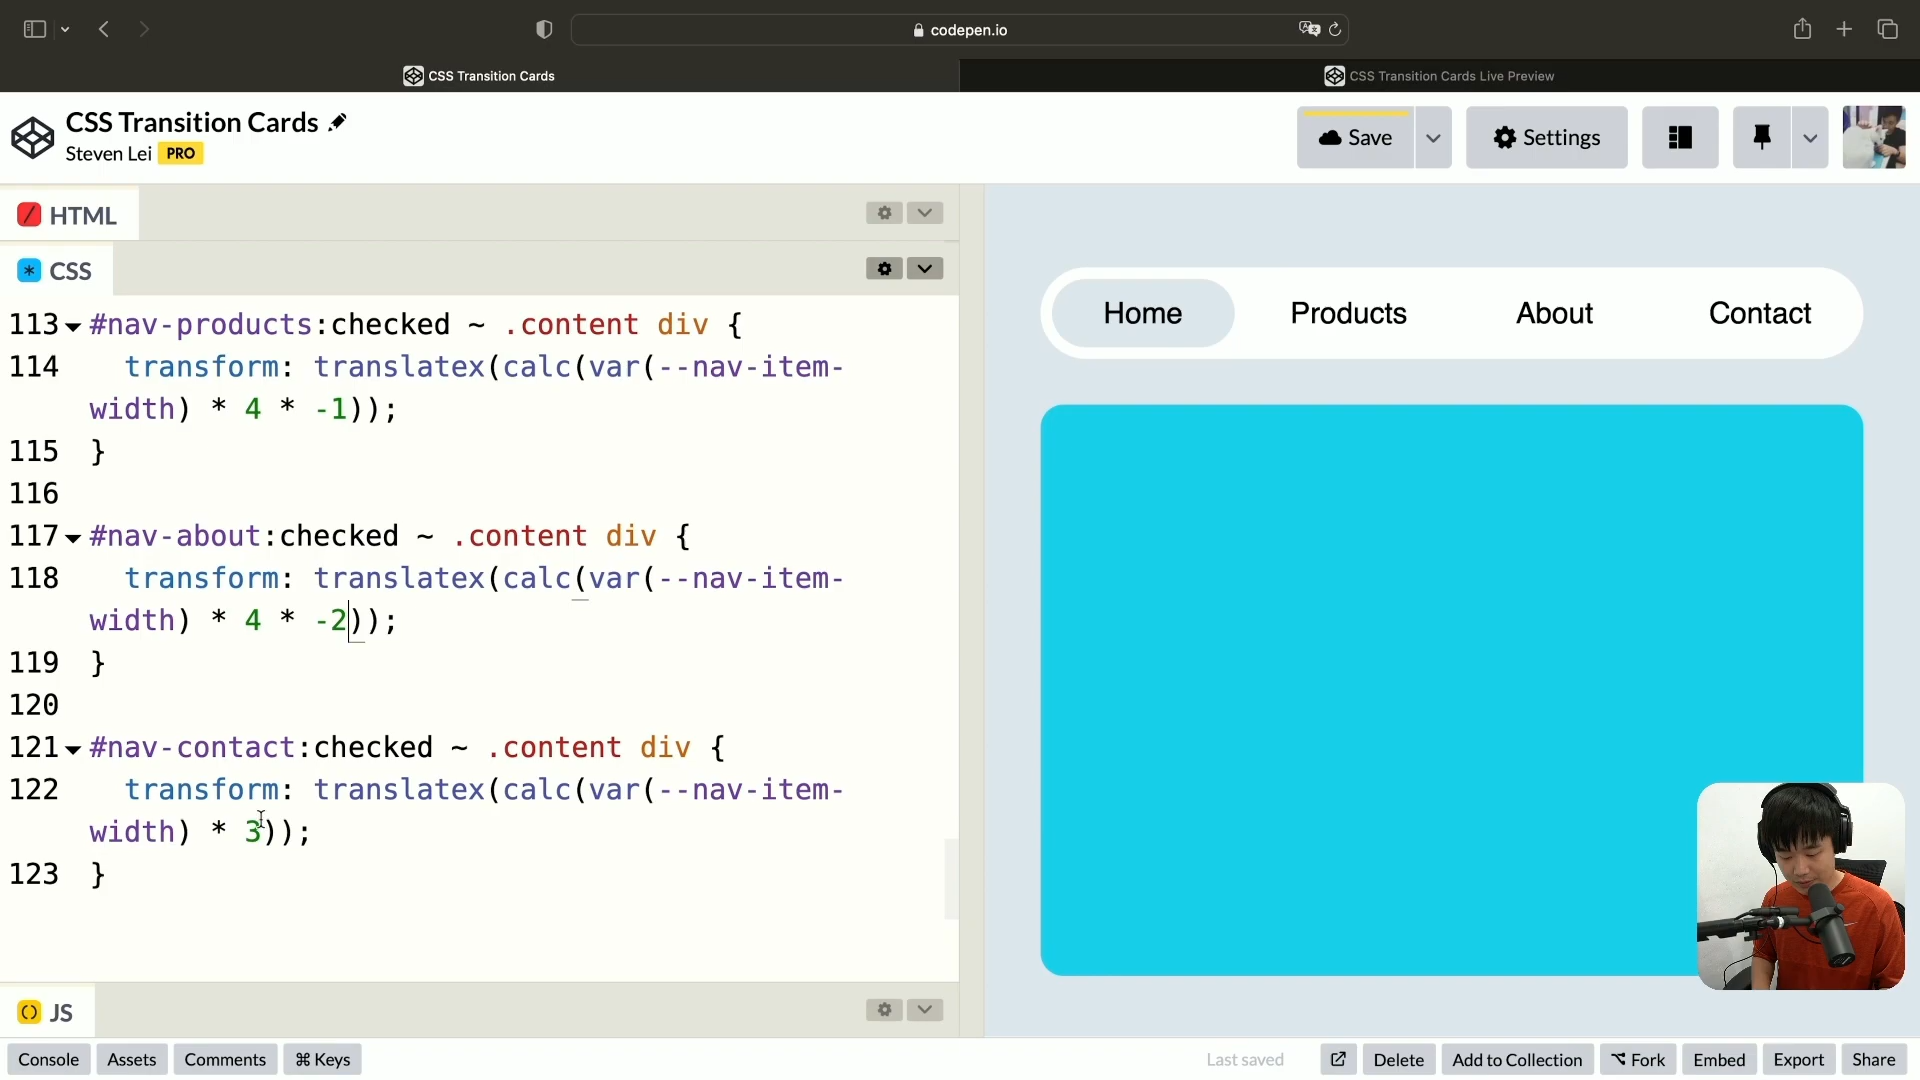 codepen.io
CSS Transition Cards
CSS Transition Cards Live Preview
CSS Transition Cards
Steven Lei PRO
Save
Settings
HTML
CSS
113 #nav-products:checked ~ .content div {
114 transform: translatex(calc(var(--nav-item-
width) * 4 * -1));
115 }
116
117 #nav-about:checked ~ .content div {
118 transform: translatex(calc(var(--nav-item-
width) * 4 * -2));
119 }
120
121 #nav-contact:checked ~ .content div {
122 transform: translatex(calc(var(--nav-item-
width) * 3));
123 }
Home Products About Contact
JS
Console Assets Comments ⌘ Keys
Last saved Delete Add to Collection Fork Embed Export Share